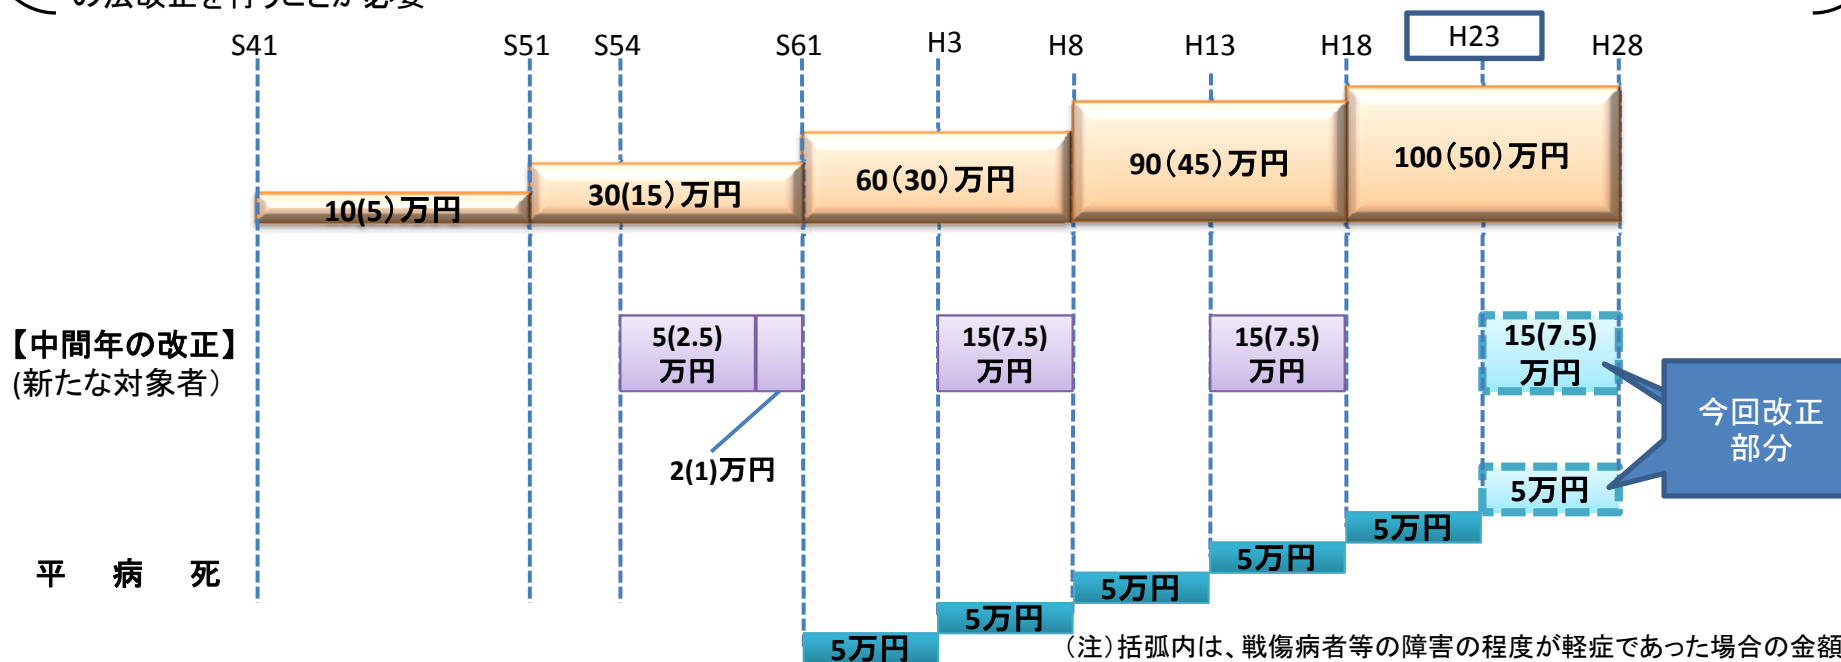 の法改正を行うことが必要
S41 S51 S54 S61 H3 H8 H13 H18 H23 H28
10(5)万円
30(15)万円
60(30)万円
90(45)万円
100(50)万円
【中間年の改正】
(新たな対象者)
5(2.5)
万円
15(7.5)
万円
15(7.5)
万円
15(7.5)
万円
2(1)万円
今回改正
部分
平 病 死
5万円
5万円
5万円
5万円
5万円
5万円
(注)括弧内は、戦傷病者等の障害の程度が軽症であった場合の金額